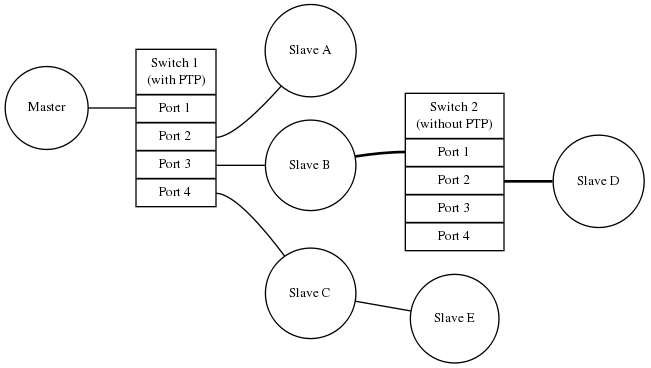 Master
Switch 1
(with PTP)
Port 1
Port 2
Port 3
Port 4
Slave A
Slave B
Slave C
Switch 2
(without PTP)
Port 1
Port 2
Port 3
Port 4
Slave D
Slave E